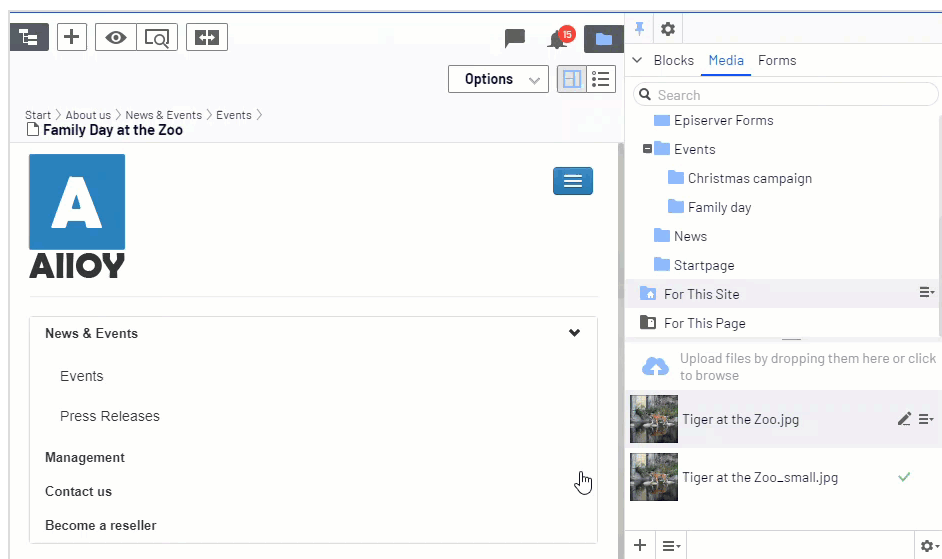 15
Options
Start > About us > News & Events > Events >
Family Day at the Zoo
A
AllOY
News & Events
Events
Press Releases
Management
Contact us
Become a reseller
Blocks Media Forms
Search
Episerver Forms
Events
Christmas campaign
Family day
News
Startpage
For This Site
For This Page
Upload files by dropping them here or click
to browse
Tiger at the Zoo.jpg
Tiger at the Zoo_small.jpg